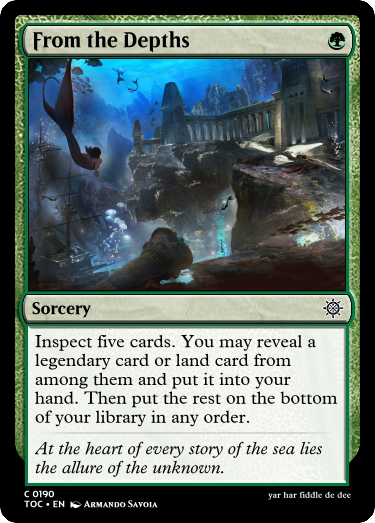 From the Depths
Sorcery
Inspect five cards. You may reveal a
legendary card or land card from
among them and put it into your
hand. Then put the rest on the bottom
of your library in any order.
At the heart of every story of the sea lies
the allure of the unknown.
C 0190
TOC • EN Armando Savoia
yar har fiddle de dee